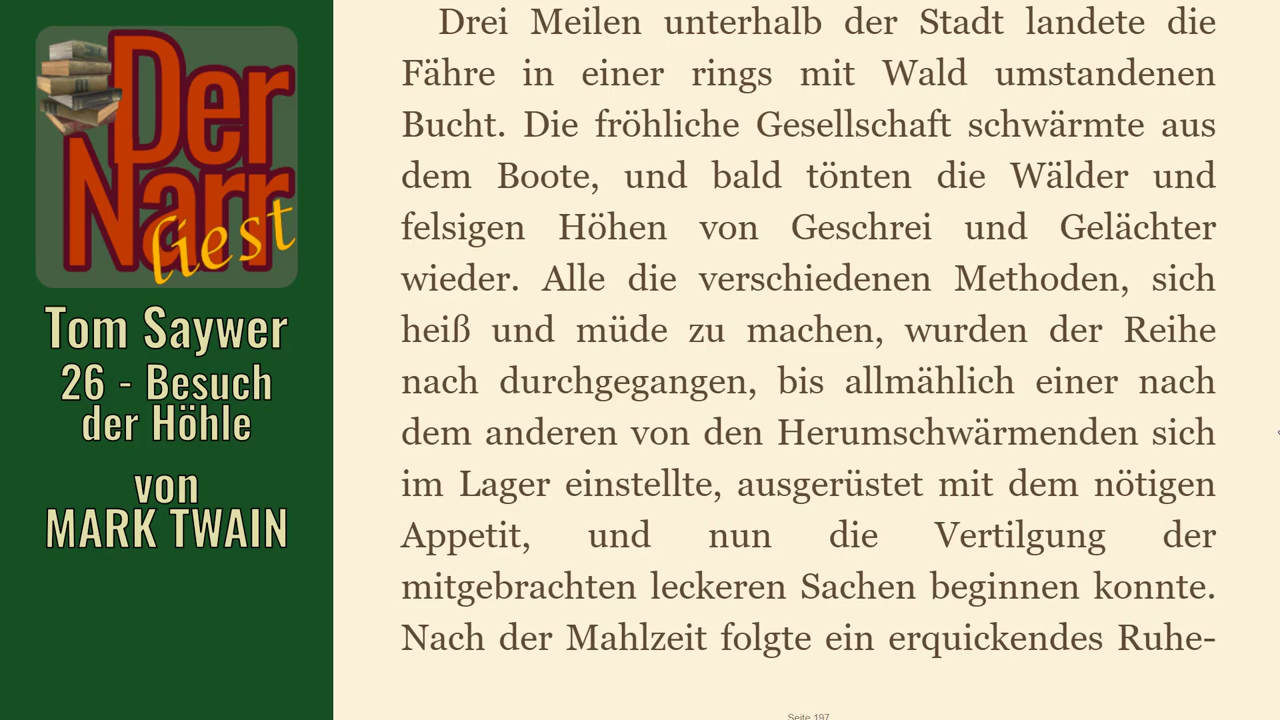 Der
Narr
liest
Tom Saywer
26 - Besuch
der Höhle
von
MARK TWAIN
Drei Meilen unterhalb der Stadt landete die
Fähre in einer rings mit Wald umstandenen
Bucht. Die fröhliche Gesellschaft schwärmte aus
dem Boote, und bald tönten die Wälder und
felsigen Höhen von Geschrei und Gelächter
wieder. Alle die verschiedenen Methoden, sich
heiß und müde zu machen, wurden der Reihe
nach durchgegangen, bis allmählich einer nach
dem anderen von den Herumschwärmenden sich
im Lager einstellte, ausgerüstet mit dem nötigen
Appetit, und nun die Vertilgung der
mitgebrachten leckeren Sachen beginnen konnte.
Nach der Mahlzeit folgte ein erquickendes Ruhe-
Seite 197